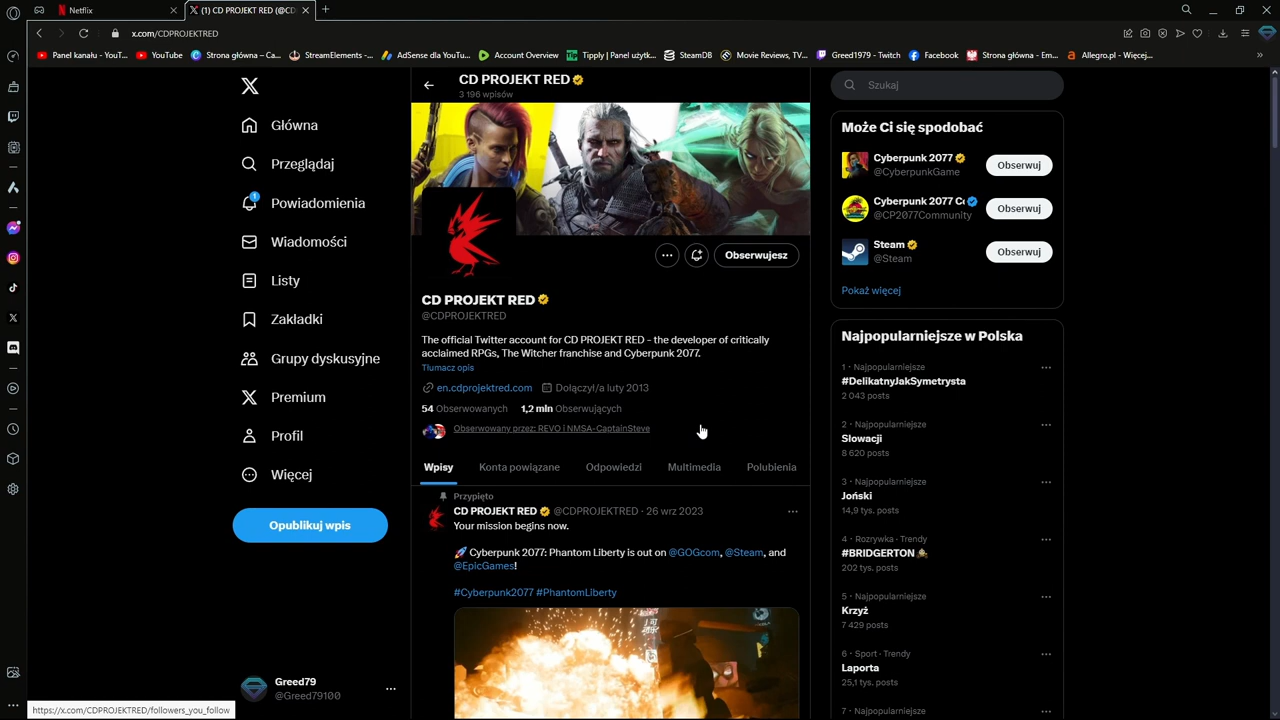 Netflix
(1) CD PROJEKT RED (@CD
x.com/CDPROJEKTRED
Panel kanału - YouT...
YouTube
Strona główna – Ca...
StreamElements -...
AdSense dla YouTu...
Account Overview
Tipply | Panel użytk...
SteamDB
Movie Reviews, TV...
Greed1979 - Twitch
Facebook
Strona główna - Em...
Allegro.pl - Więcej...
Główna
Przeglądaj
1
Powiadomienia
Wiadomości
Listy
Zakładki
Grupy dyskusyjne
Premium
Profil
Więcej
Opublikuj wpis
Greed79
@Greed79100
https://x.com/CDPROJEKTRED/followers_you_follow
CD PROJEKT RED
3 196 wpisów
Obserwujesz
CD PROJEKT RED
@CDPROJEKTRED
The official Twitter account for CD PROJEKT RED - the developer of critically
acclaimed RPGs, The Witcher franchise and Cyberpunk 2077.
Tłumacz opis
en.cdprojektred.com Dołączył/a luty 2013
54 Obserwowanych 1,2 mln Obserwujących
Obserwowany przez: REVO i NMSA-CaptainSteve
Wpisy Konta powiązane Odpowiedzi Multimedia Polubienia
Przypięto
CD PROJEKT RED @CDPROJEKTRED · 26 wrz 2023
Your mission begins now.
🚀 Cyberpunk 2077: Phantom Liberty is out on @GOGcom, @Steam, and
@EpicGames!
#Cyberpunk2077 #PhantomLiberty
Szukaj
Może Ci się spodobać
Cyberpunk 2077
@CyberpunkGame
Obserwuj
Cyberpunk 2077 Co
@CP2077Community
Obserwuj
Steam
@Steam
Obserwuj
Pokaż więcej
Najpopularniejsze w Polska
1 · Najpopularniejsze
#DelikatnyJakSymetrysta
2 043 posts
2 · Najpopularniejsze
Słowacji
8 620 posts
3 · Najpopularniejsze
Joński
14,9 tys. posts
4 · Rozrywka · Trendy
#BRIDGERTON
202 tys. posts
5 · Najpopularniejsze
Krzyż
7 429 posts
6 · Sport · Trendy
Laporta
25,1 tys. posts
7 · Najpopularniejsze